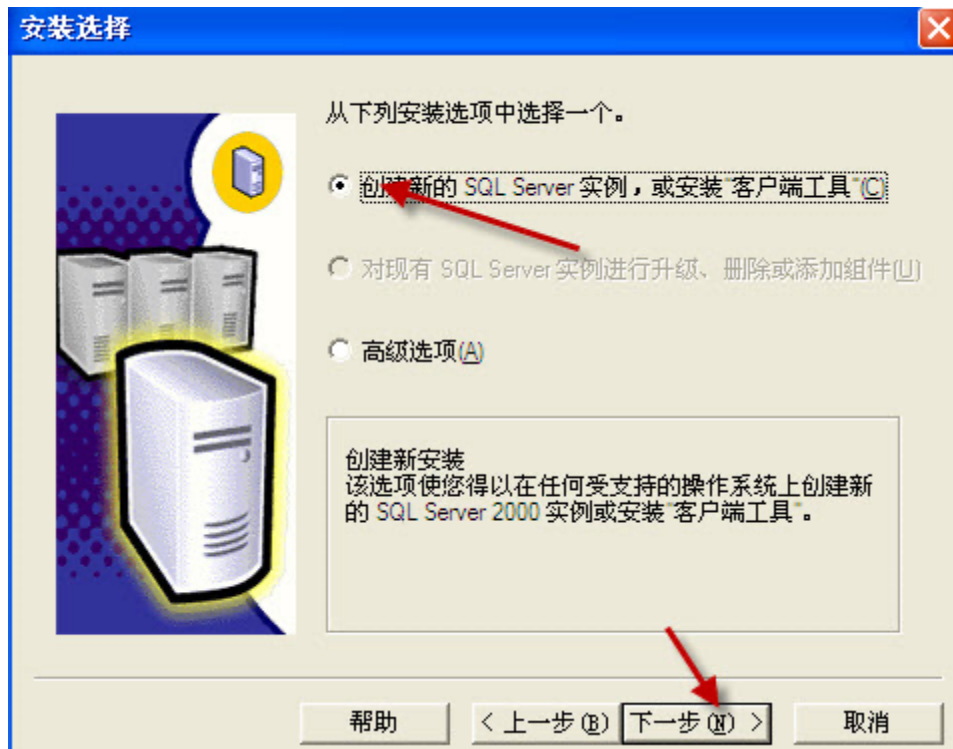 安装选择
从下列安装选项中选择一个。
创建新的 SQL Server 实例，或安装"客户端工具"(C)
对现有 SQL Server 实例进行升级、删除或添加组件(U)
高级选项(A)
创建新安装
该选项使您得以在任何受支持的操作系统上创建新
的 SQL Server 2000 实例或安装"客户端工具"。
帮助
< 上一步(B)
下一步(N) >
取消